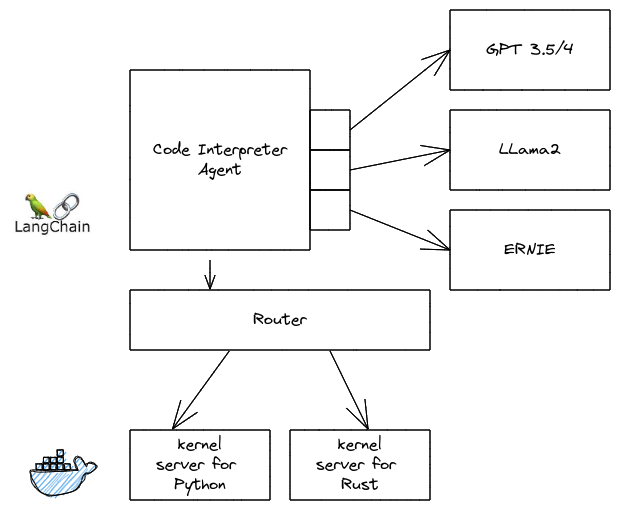 GPT 3.5/4
Code Interpreter
Agent
LLama2
LangChain
ERNIE
Router
kernel
server for
Python
kernel
server for
Rust